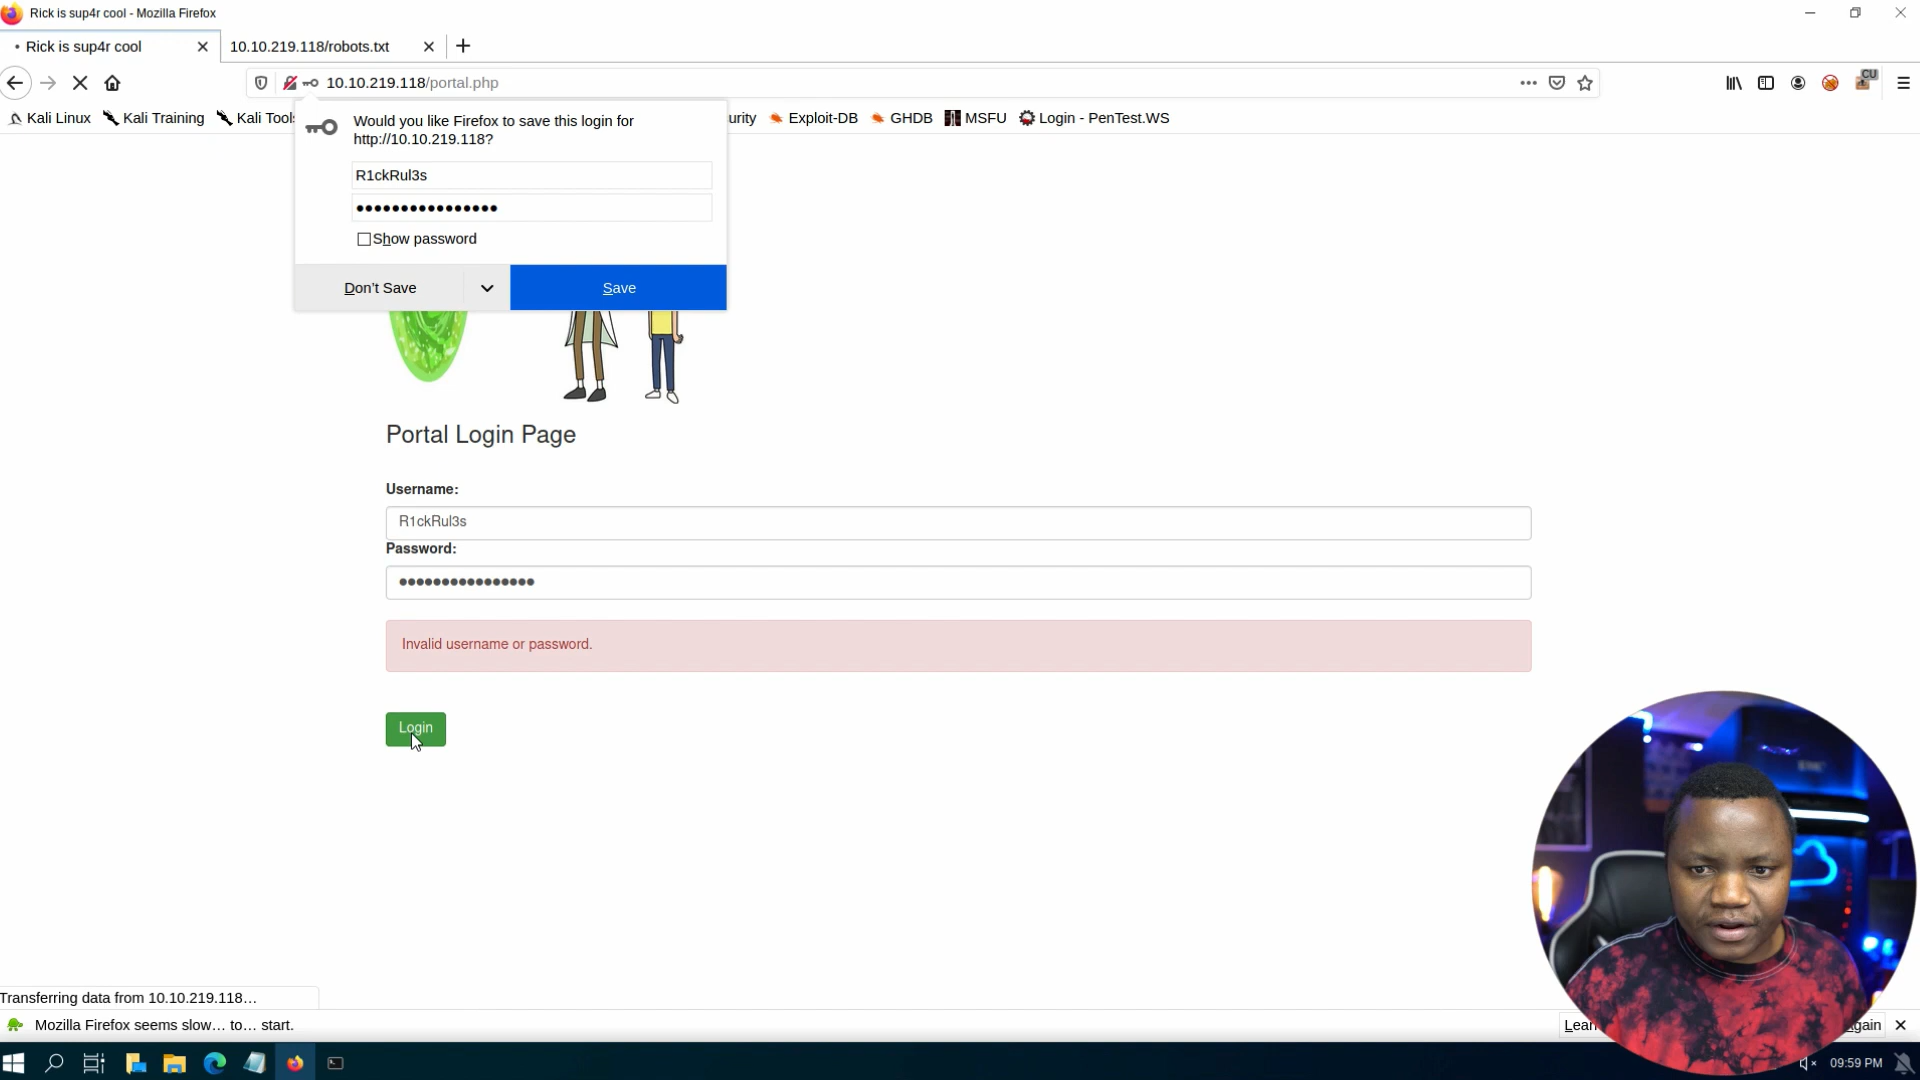 Rick is sup4r cool - Mozilla Firefox
Rick is sup4r cool
10.10.219.118/robots.txt
10.10.219.118/portal.php
CU
Kali Linux
Kali Training
Kali Tools
urity
Exploit-DB
GHDB
MSFU
Login - PenTest.WS
Would you like Firefox to save this login for
http://10.10.219.118?
R1ckRul3s
••••••••••••••••
Show password
Don't Save
Save
Portal Login Page
Username:
R1ckRul3s
Password:
••••••••••••••••
Invalid username or password.
Login
Transferring data from 10.10.219.118…
Mozilla Firefox seems slow… to… start.
Lear
gain
09:59 PM